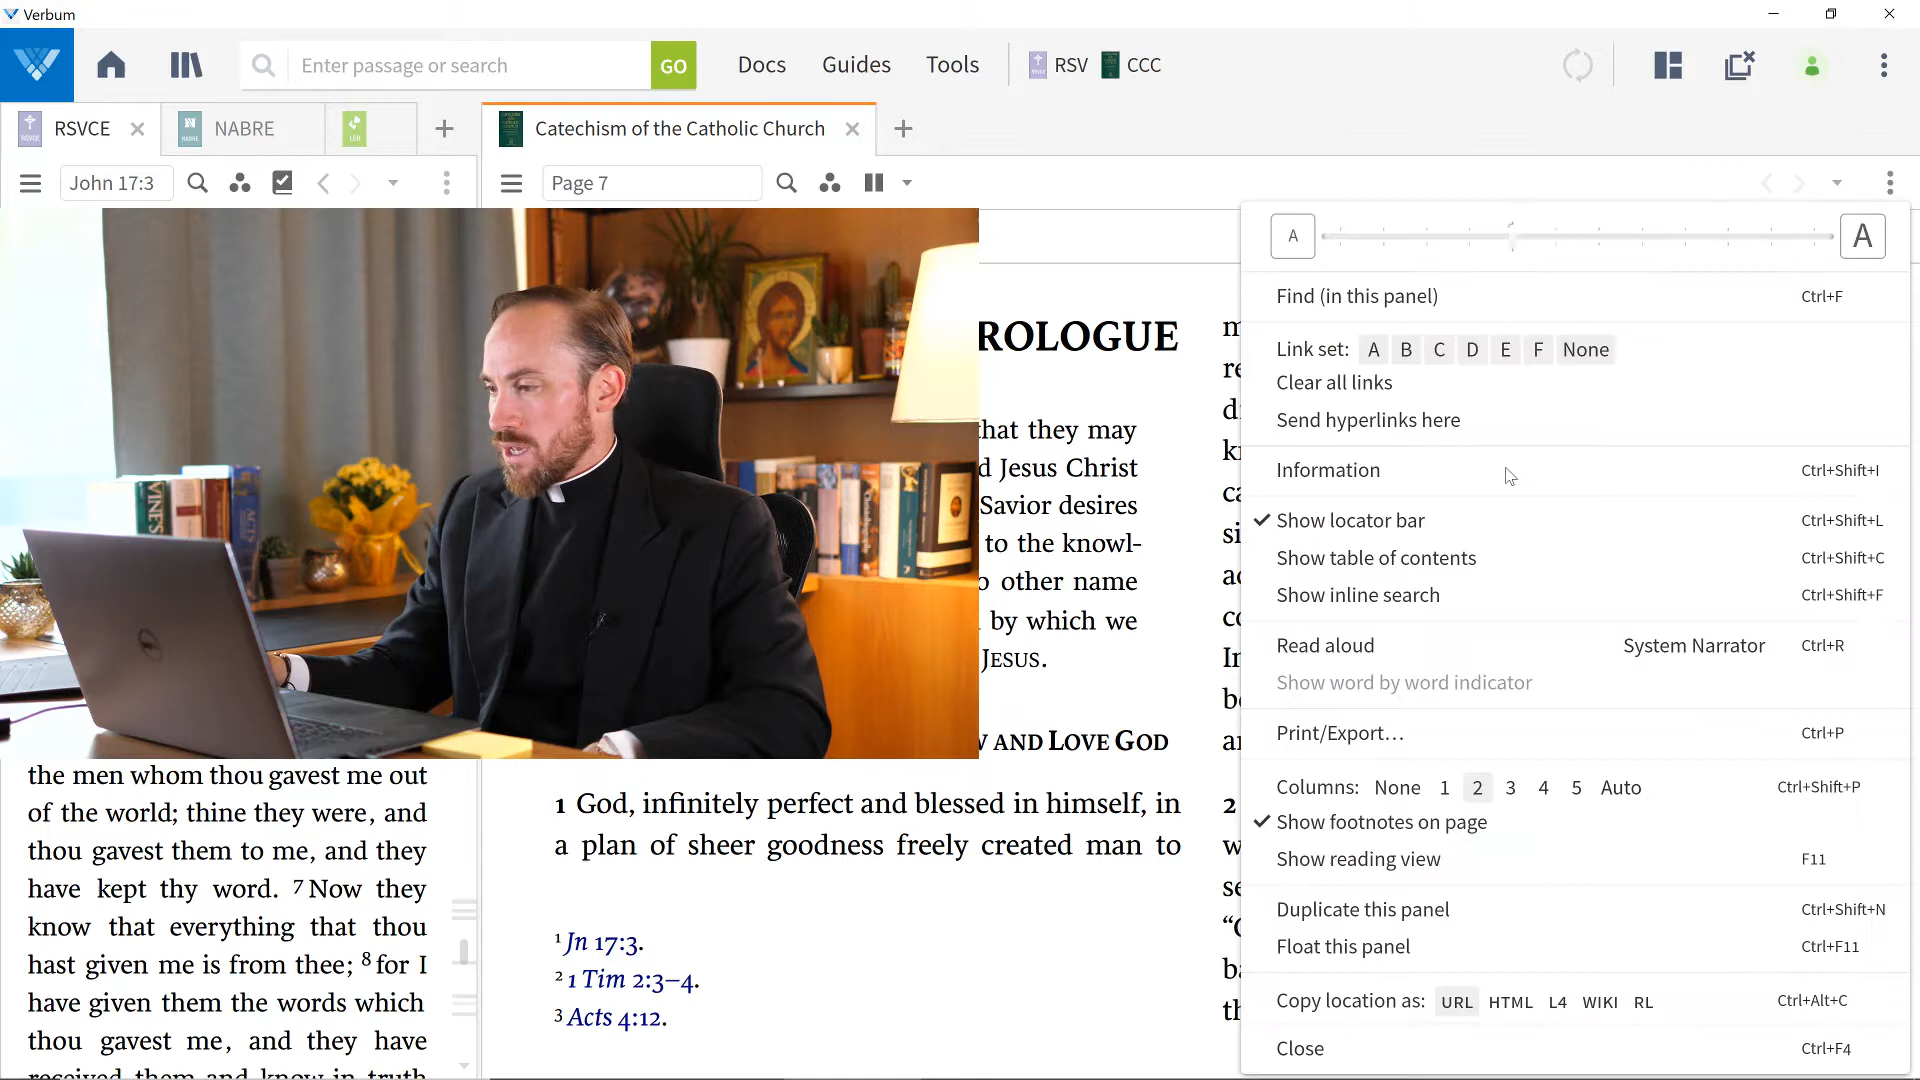 Verbum
Enter passage or search
GO
Docs
Guides
Tools
RSV
CCC
RSVCE
NABRE
LEB
Catechism of the Catholic Church
John 17:3
Page 7
A
A
Find (in this panel) Ctrl+F
Link set: A B C D E F None
Clear all links
Send hyperlinks here
Information Ctrl+Shift+I
Show locator bar Ctrl+Shift+L
Show table of contents Ctrl+Shift+C
Show inline search Ctrl+Shift+F
Read aloud System Narrator Ctrl+R
Show word by word indicator
Print/Export... Ctrl+P
Columns: None 1 2 3 4 5 Auto Ctrl+Shift+P
Show footnotes on page
Show reading view F11
Duplicate this panel Ctrl+Shift+N
Float this panel Ctrl+F11
Copy location as: URL HTML L4 WIKI RL Ctrl+Alt+C
Close Ctrl+F4
ROLOGUE
that they may
d Jesus Christ
Savior desires
to the knowl-
o other name
by which we
JESUS.
AND LOVE GOD
1 God, infinitely perfect and blessed in himself, in
a plan of sheer goodness freely created man to
1 Jn 17:3.
2 1 Tim 2:3–4.
3 Acts 4:12.
2
the men whom thou gavest me out
of the world; thine they were, and
thou gavest them to me, and they
have kept thy word. 7 Now they
know that everything that thou
hast given me is from thee; 8 for I
have given them the words which
thou gavest me, and they have
received them and know in truth